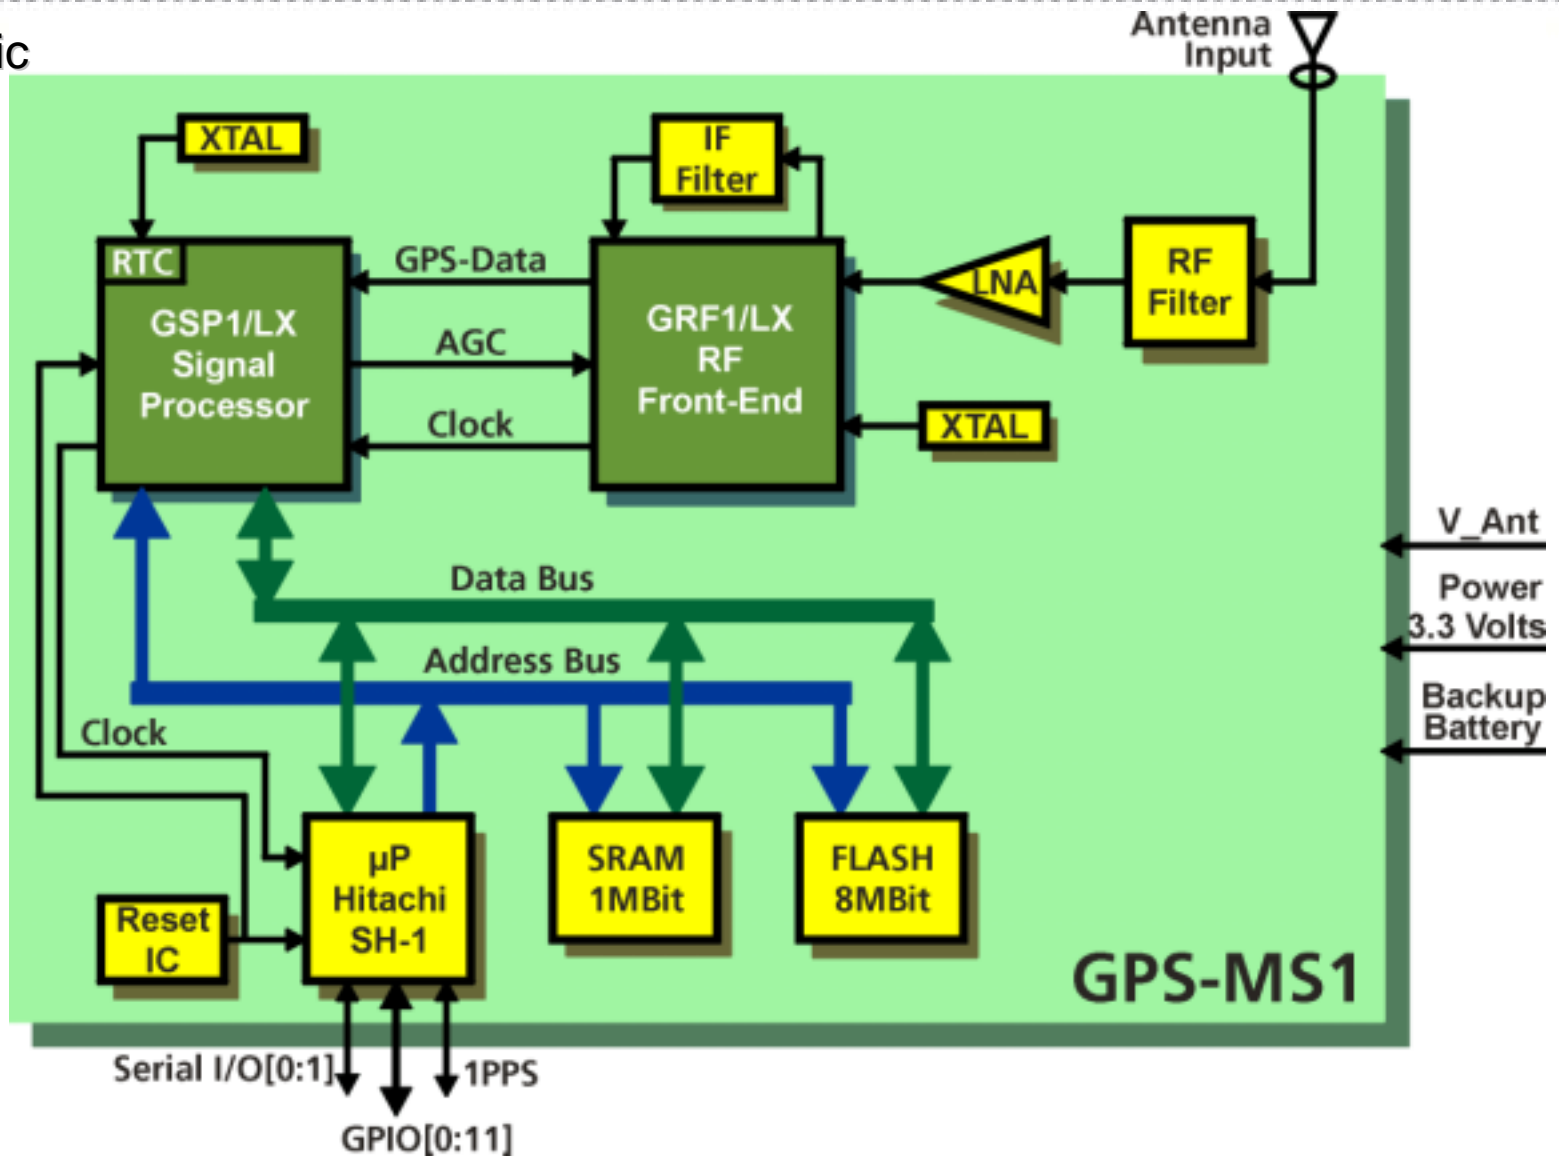 ic
Antenna
Input
XTAL
IF
Filter
RTC
GPS-Data
LNA
RF
Filter
GSP1/LX
Signal
Processor
AGC
GRF1/LX
RF
Front-End
Clock
XTAL
V_Ant
Data Bus
Power
3.3 Volts
Address Bus
Backup
Battery
Clock
µP
Hitachi
SH-1
SRAM
1MBit
FLASH
8MBit
Reset
IC
GPS-MS1
Serial I/O[0:1]
1PPS
GPIO[0:11]